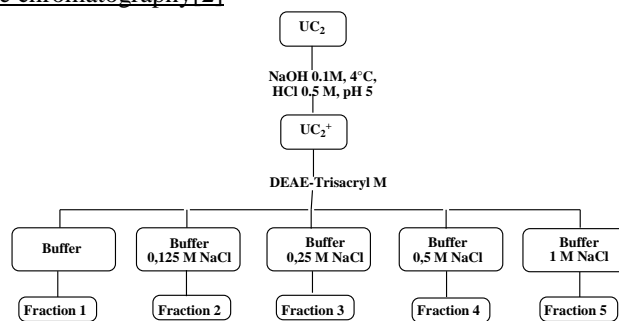 e chromatography[2]
UC₂
NaOH 0.1M, 4°C,
HCl 0.5 M, pH 5
UC₂⁺
DEAE-Trisacryl M
Buffer
Buffer
0,125 M NaCl
Buffer
0,25 M NaCl
Buffer
0,5 M NaCl
Buffer
1 M NaCl
Fraction 1
Fraction 2
Fraction 3
Fraction 4
Fraction 5